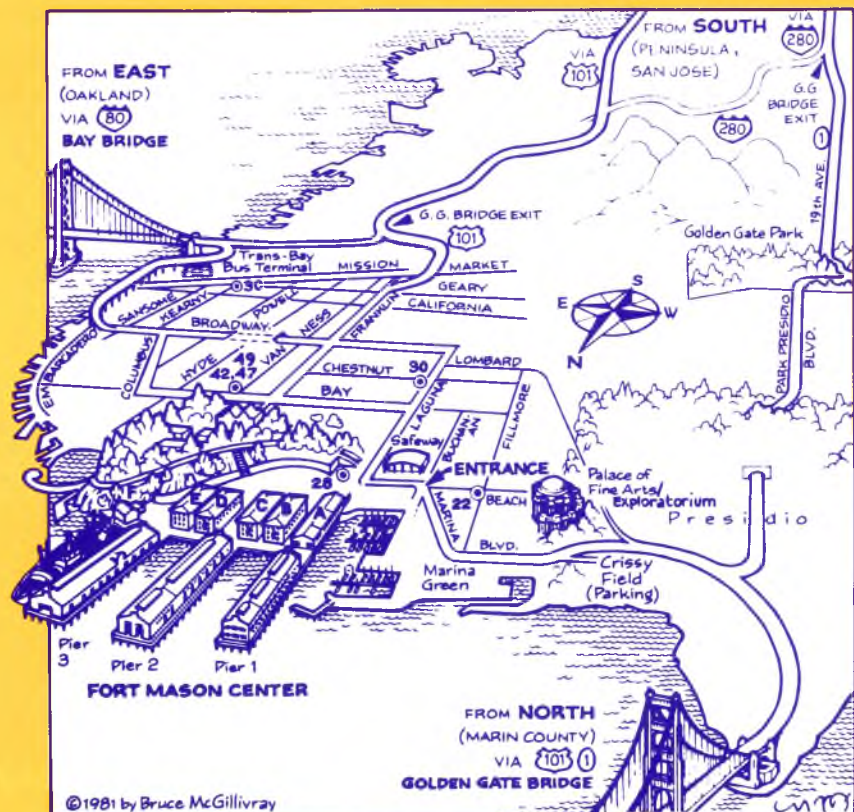 FROM EAST
(OAKLAND)
VIA 80
BAY BRIDGE
VIA
101
FROM SOUTH
(PENINSULA,
SAN JOSE)
VIA
280
G.G
BRIDGE
EXIT
280
1
19th AVE.
G.G. BRIDGE EXIT
101
Golden Gate Park
PARK PRESIDIO
BLVD.
Trans-Bay
Bus Terminal
MISSION
MARKET
GEARY
CALIFORNIA
30
SANSOME
KEARNY
POWELL
FRANKLIN
VAN NESS
HYDE
BROADWAY
EMBARCADERO
COLUMBUS
49
42,47
CHESTNUT
30
LOMBARD
BAY
LAGUNA
BUCHAN-
AN
FILLMORE
S
E
W
N
Safeway
ENTRANCE
28
22
BEACH
MARINA
BLVD.
Palace of
Fine Arts/
Exploratorium
Presidio
E
D
C
B
A
Marina
Green
Crissy
Field
(Parking)
Pier
3
Pier 2
Pier 1
FORT MASON CENTER
FROM NORTH
(MARIN COUNTY)
VIA 101 1
GOLDEN GATE BRIDGE
©1981 by Bruce McGillivray